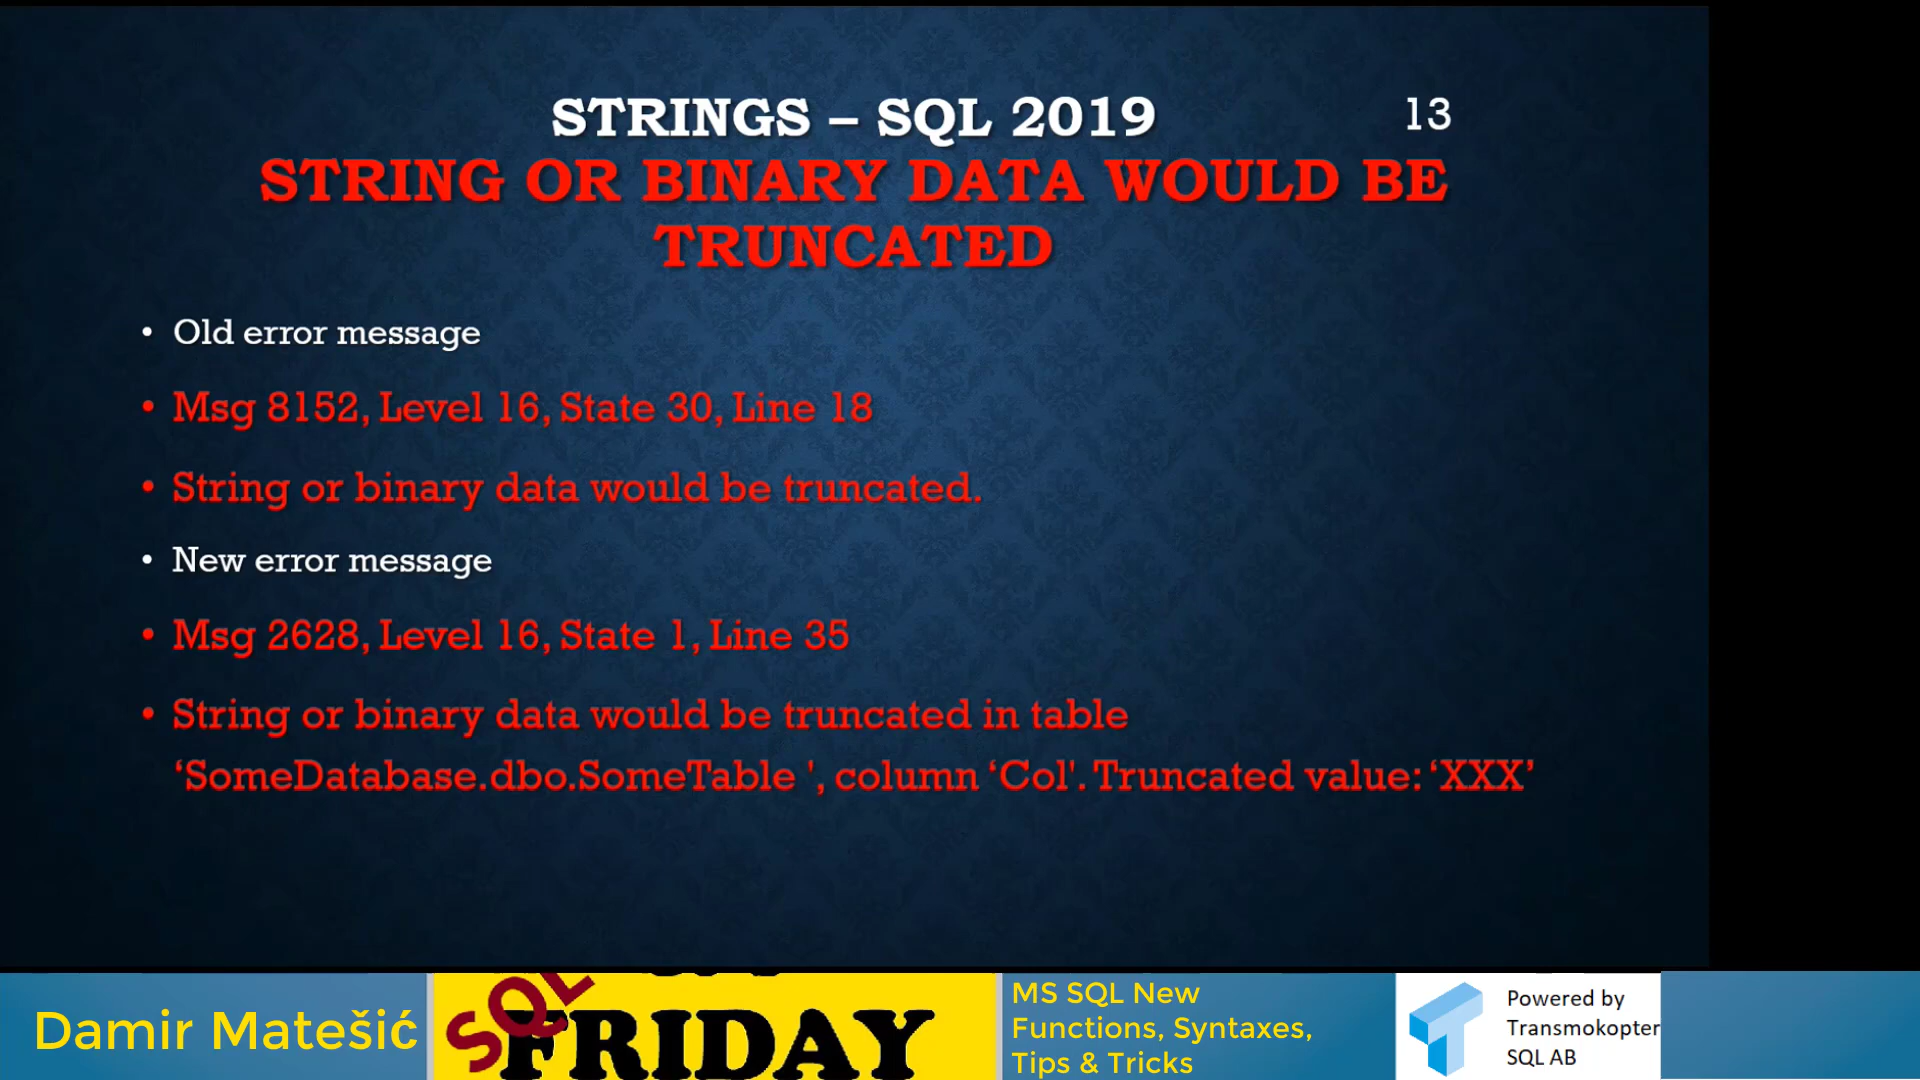 STRINGS – SQL 2019
13
STRING OR BINARY DATA WOULD BE
TRUNCATED
• Old error message
• Msg 8152, Level 16, State 30, Line 18
• String or binary data would be truncated.
• New error message
• Msg 2628, Level 16, State 1, Line 35
• String or binary data would be truncated in table
‘SomeDatabase.dbo.SomeTable ', column ‘Col'. Truncated value: ‘XXX’
Damir Matešić
SQL
FRIDAY
MS SQL New
Functions, Syntaxes,
Tips & Tricks
Powered by
Transmokopter
SQL AB